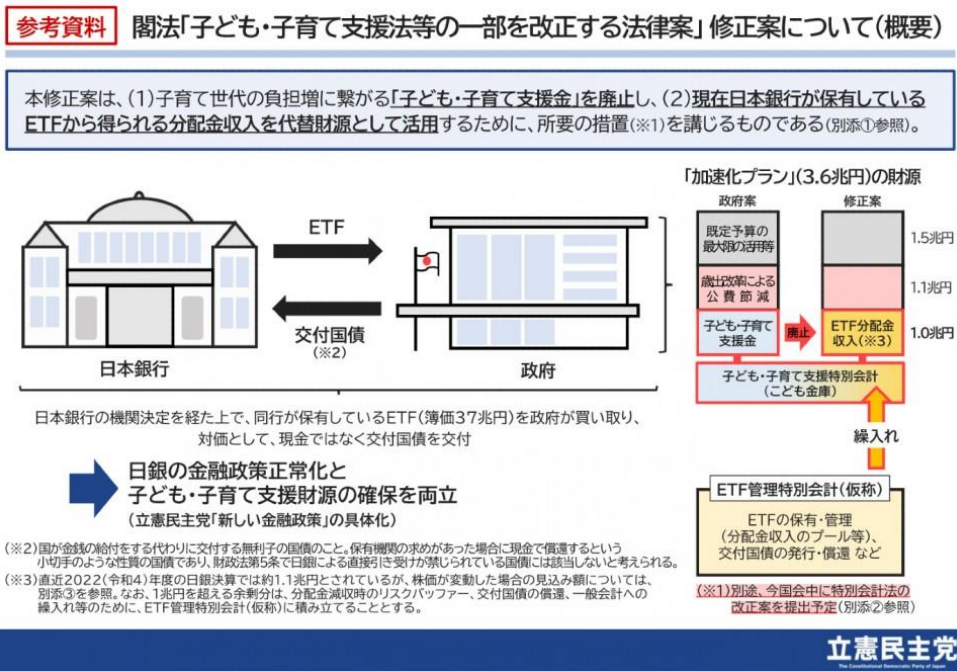 参考資料
閣法「子ども・子育て支援法等の一部を改正する法律案」修正案について(概要)
本修正案は、(1)子育て世代の負担増に繋がる「子ども・子育て支援金」を廃止し、(2)現在日本銀行が保有している
ETFから得られる分配金収入を代替財源として活用するために、所要の措置(※1)を講じるものである(別添①参照)。
ETF
交付国債
(※2)
日本銀行
政府
日本銀行の機関決定を経た上で、同行が保有しているETF(簿価37兆円)を政府が買い取り、
対価として、現金ではなく交付国債を交付
日銀の金融政策正常化と
子ども・子育て支援財源の確保を両立
(立憲民主党「新しい金融政策」の具体化)
「加速化プラン」(3.6兆円)の財源
政府案
修正案
既定予算の
最大限の活用等
1.5兆円
歳出改革による
公費節減
1.1兆円
子ども・子育て
支援金
廃止
ETF分配金
収入(※3)
1.0兆円
子ども・子育て支援特別会計
(こども金庫)
繰入れ
ETF管理特別会計(仮称)
ETFの保有・管理
(分配金収入のプール等)、
交付国債の発行・償還 など
(※2)国が金銭の給付をする代わりに交付する無利子の国債のこと。保有機関の求めがあった場合に現金で償還するという
小切手のような性質の国債であり、財政法第5条で日銀による直接引き受けが禁じられている国債には該当しないと考えられる。
(※3)直近2022(令和4)年度の日銀決算では約1.1兆円とされているが、株価が変動した場合の見込み額については、
別添③を参照。なお、1兆円を超える余剰分は、分配金減収時のリスクバッファー、交付国債の償還、一般会計への
繰入れ等のために、ETF管理特別会計(仮称)に積み立てることとする。
(※1)別途、今国会中に特別会計法の
改正案を提出予定(別添②参照)
立憲民主党
The Constitutional Democratic Party of Japan